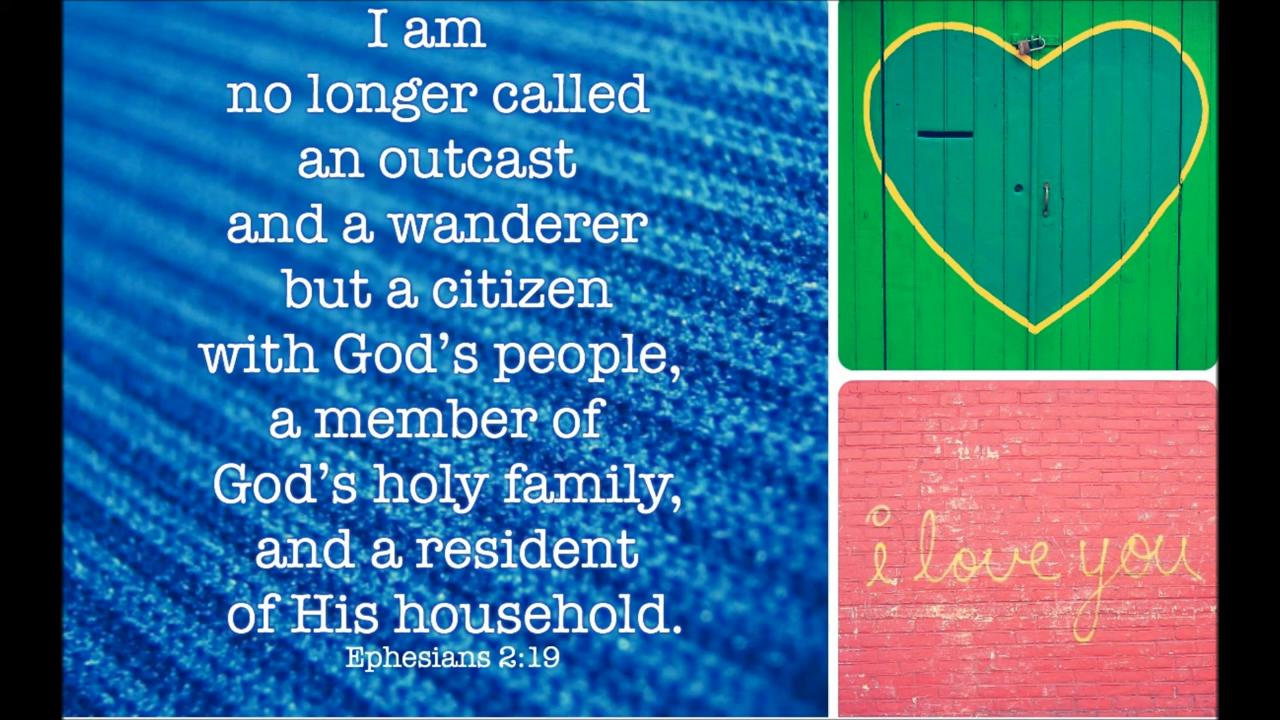 I am
no longer called
an outcast
and a wanderer
but a citizen
with God’s people,
a member of
God’s holy family,
and a resident
of His household.
Ephesians 2:19
i love you